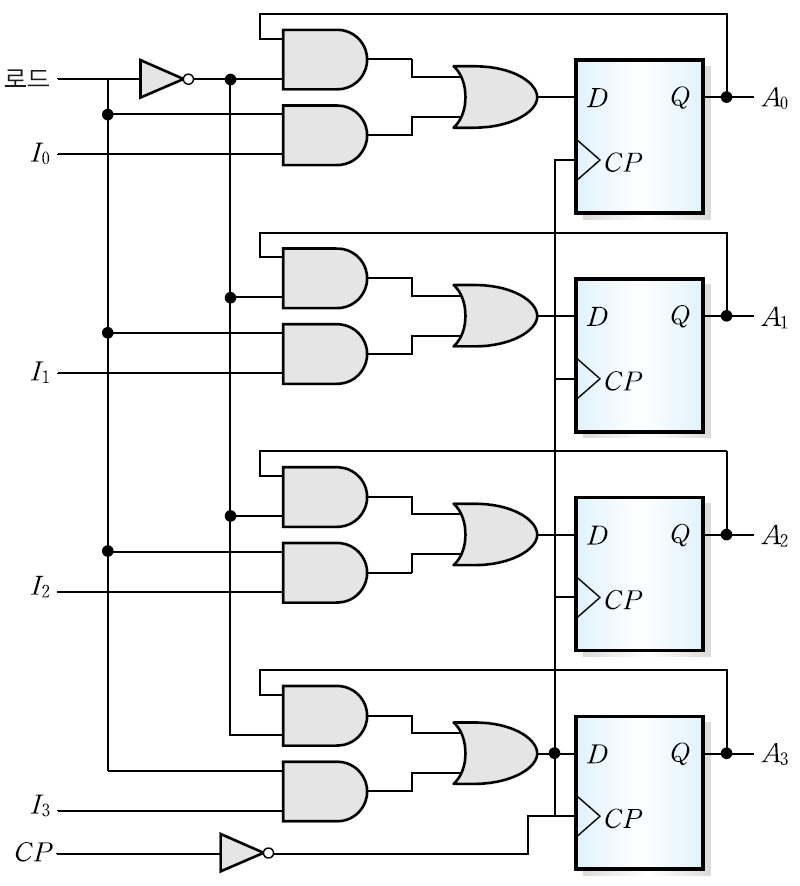 로드
I₀
D Q A₀
CP
I₁
D Q A₁
CP
I₂
D Q A₂
CP
I₃
D Q A₃
CP
CP